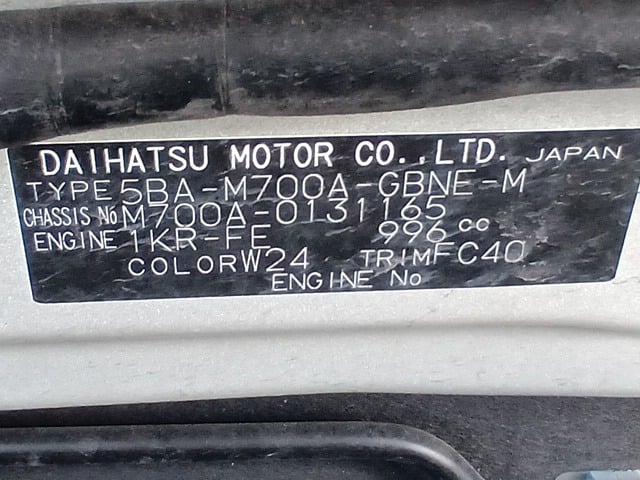 DAIHATSU MOTOR CO.,LTD. JAPAN
TYPE 5BA-M700A-GBNE-M
CHASSIS No M700A-0131165
ENGINE 1KR-FE 996 cc
COLOR W24 TRIM FC40
ENGINE No